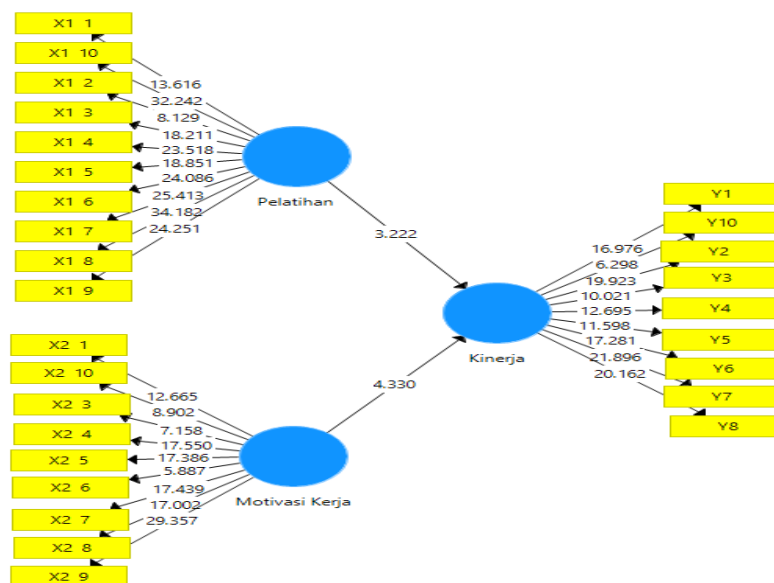 X1 1
X1 10
X1 2
X1 3
X1 4
X1 5
X1 6
X1 7
X1 8
X1 9
13.616
32.242
8.129
18.211
23.518
18.851
24.086
25.413
34.182
24.251
Pelatihan
3.222
X2 1
X2 10
X2 3
X2 4
X2 5
X2 6
X2 7
X2 8
X2 9
12.665
8.902
7.158
17.550
17.386
5.887
17.439
17.002
29.357
Motivasi Kerja
4.330
Kinerja
16.976
6.298
19.923
10.021
12.695
11.598
17.281
21.896
20.162
Y1
Y10
Y2
Y3
Y4
Y5
Y6
Y7
Y8